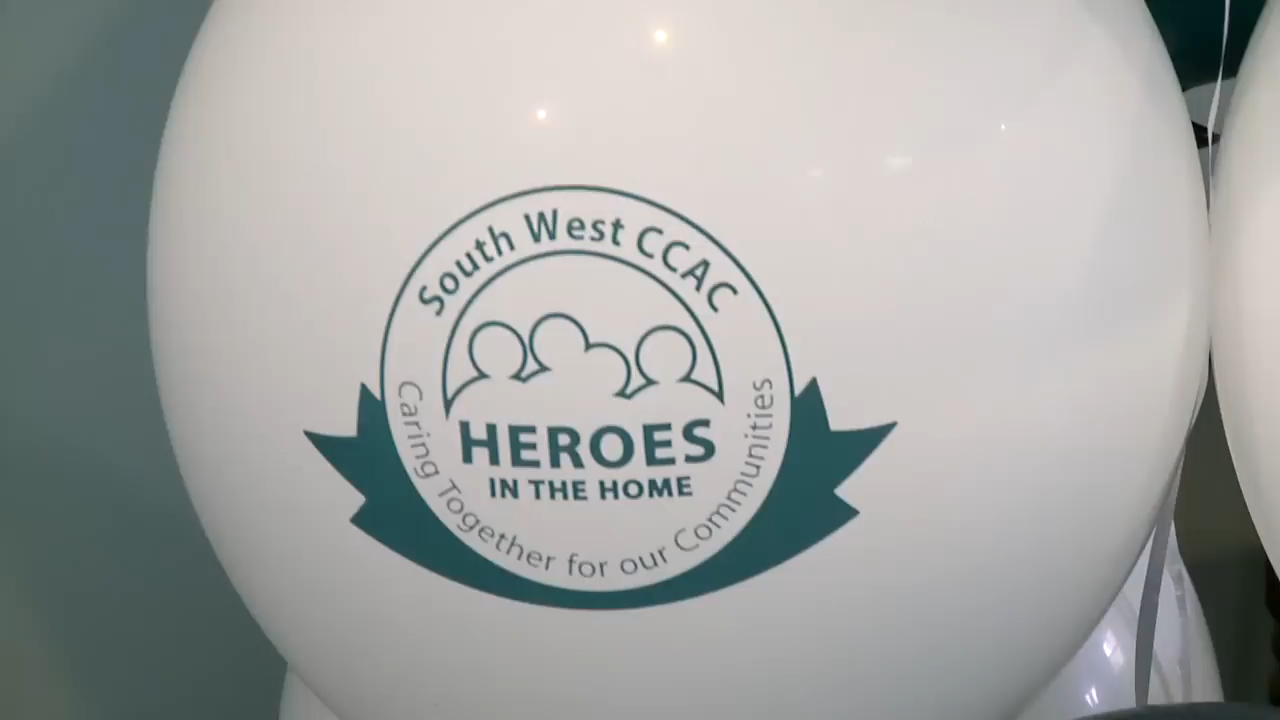 South West CCAC
HEROES
IN THE HOME
Caring Together for our Communities